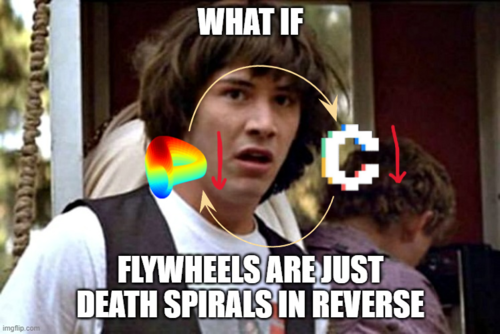 WHAT IF
C
FLYWHEELS ARE JUST
DEATH SPIRALS IN REVERSE
imgflip.com